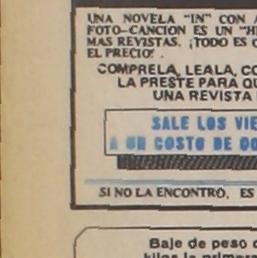 UNA NOVELA "IN" CON
FOTO-CANCION ES UN "H
MAS REVISTAS. ¡TODO ES
EL PRECIO!.
COMPRELA, LEALA, CO
LA PRESTE PARA QU
UNA REVISTA
SALE LOS VIE
A UN COSTO DE
SI NO LA ENCONTRO, ES
Baje de peso
kilos la primera